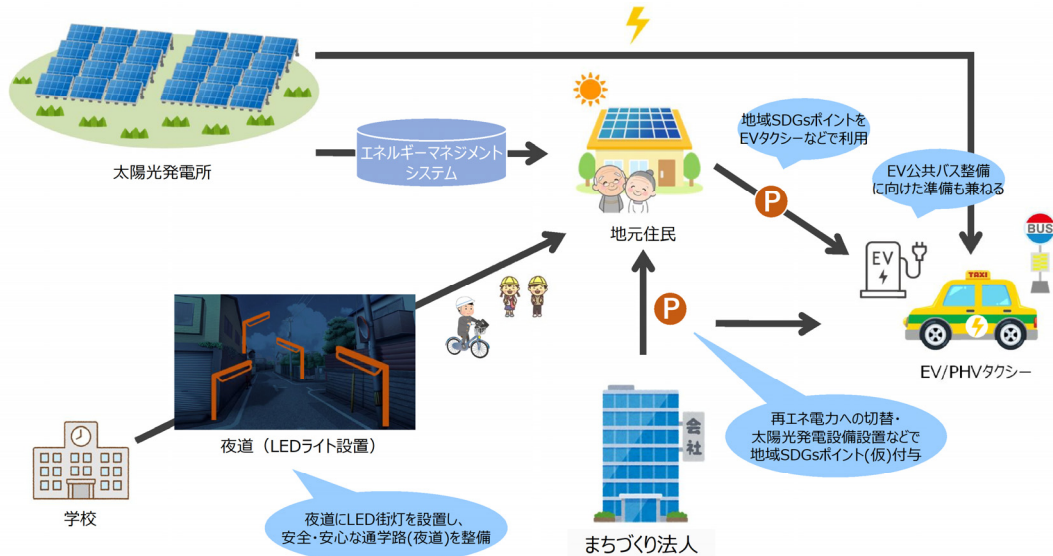 太陽光発電所
エネルギーマネジメント
システム
地域SDGsポイントを
EVタクシーなどで利用
EV公共バス整備
に向けた準備も兼ねる
地元住民
P
EV
BUS
TAXI
EV/PHVタクシー
P
夜道（LEDライト設置）
学校
会社
再エネ電力への切替・
太陽光発電設備設置などで
地域SDGsポイント(仮)付与
夜道にLED街灯を設置し、
安全・安心な通学路(夜道)を整備
まちづくり法人